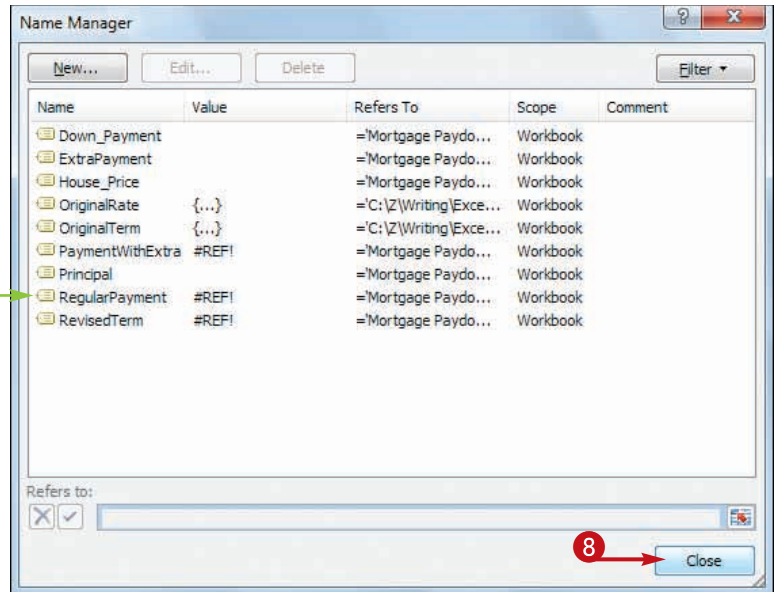 Name Manager
New... Edit... Delete Filter
Name Value Refers To Scope Comment
Down_Payment ='Mortgage Paydo... Workbook
ExtraPayment ='Mortgage Paydo... Workbook
House_Price ='Mortgage Paydo... Workbook
OriginalRate {...} ='C:\Z\Writing\Exce... Workbook
OriginalTerm {...} ='C:\Z\Writing\Exce... Workbook
PaymentWithExtra #REF! ='Mortgage Paydo... Workbook
Principal ='Mortgage Paydo... Workbook
RegularPayment #REF! ='Mortgage Paydo... Workbook
RevisedTerm #REF! ='Mortgage Paydo... Workbook
Refers to:
8
Close